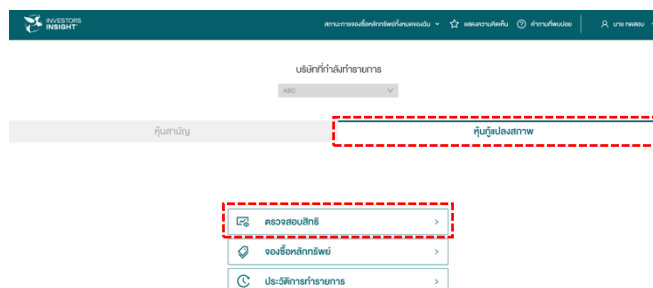 INVESTORS
INSIGHT
สถานะการจองซื้อหลักทรัพย์ทั้งหมดของฉัน แสดงความคิดเห็น คำถามที่พบบ่อย นาย ทดสอบ
บริษัทที่กำลังทำรายการ
ABC
หุ้นสามัญ หุ้นกู้แปลงสภาพ
ตรวจสอบสิทธิ
จองซื้อหลักทรัพย์
ประวัติการทำรายการ